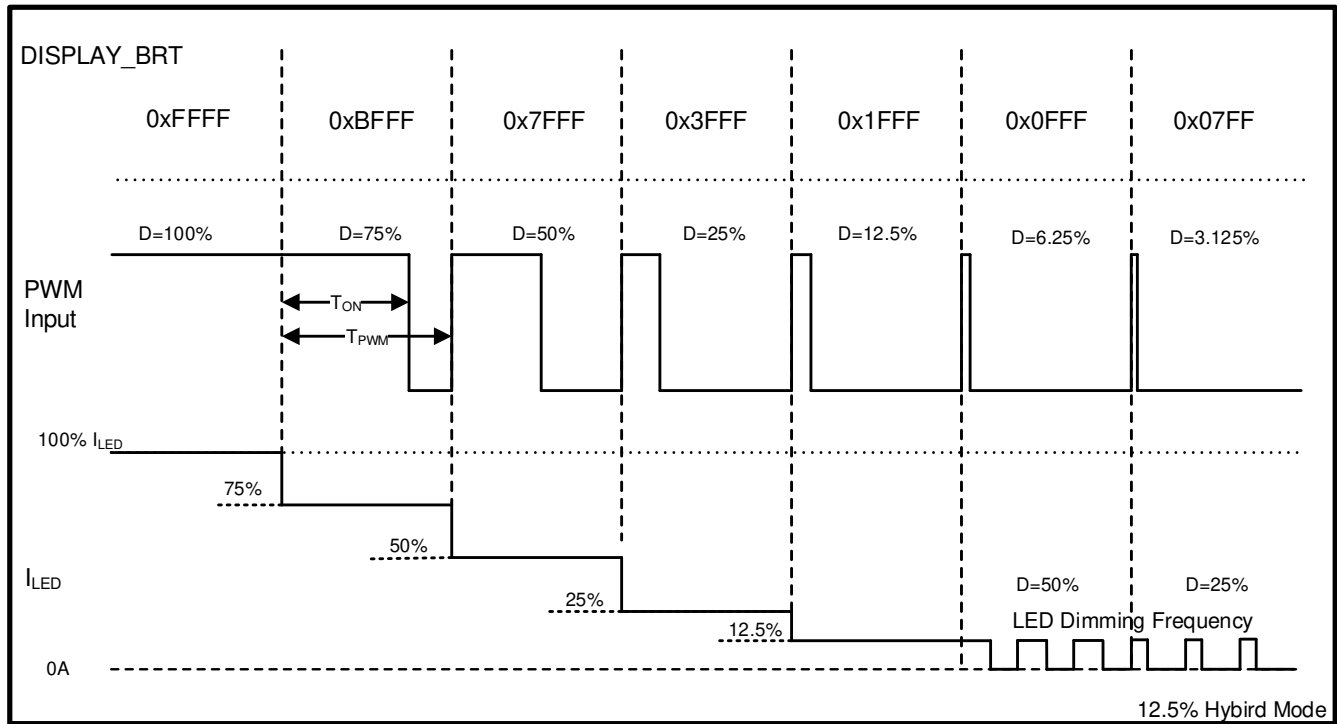 DISPLAY_BRT
0xFFFF 0xBFFF 0x7FFF 0x3FFF 0x1FFF 0x0FFF 0x07FF
D=100% D=75% D=50% D=25% D=12.5% D=6.25% D=3.125%
PWM
Input
TON
TPWM
100% ILED
75%
50%
ILED
25%
12.5%
D=50% D=25%
LED Dimming Frequency
0A
12.5% Hybird Mode